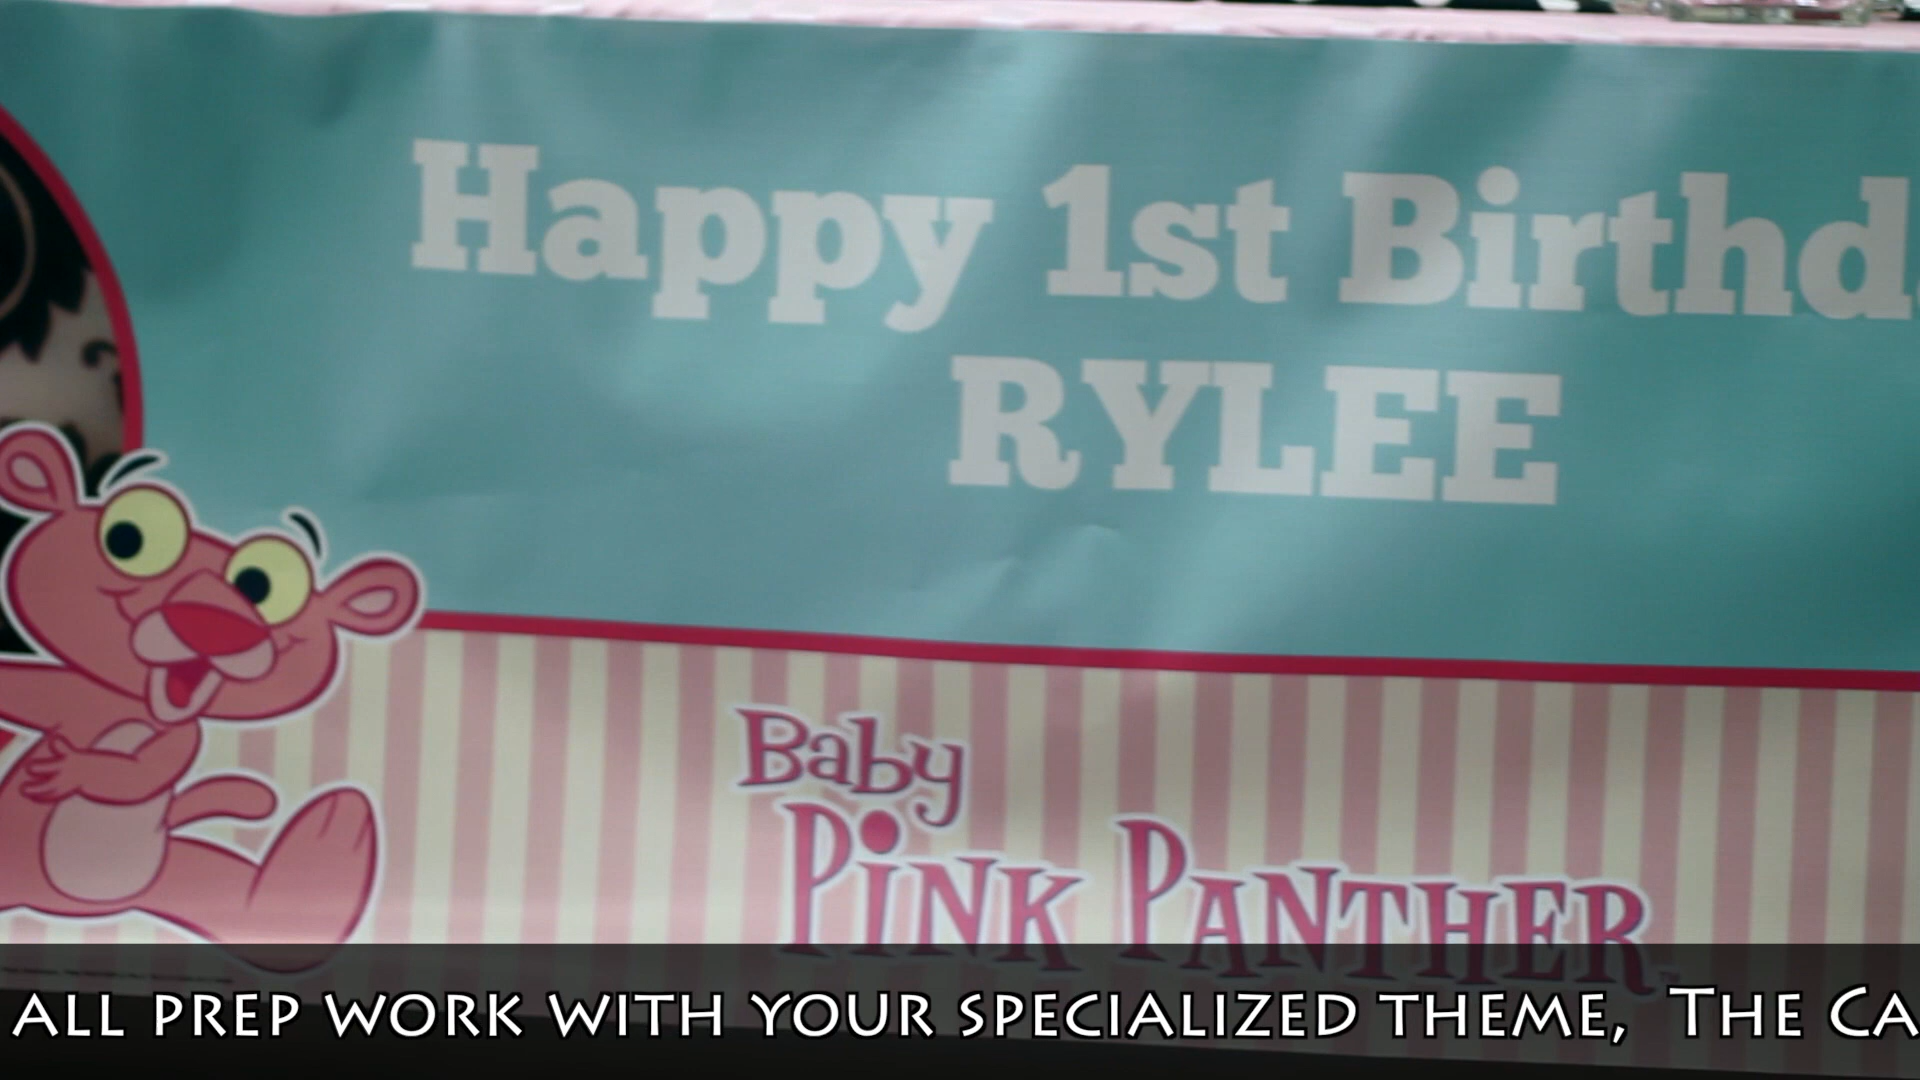 Happy 1st Birthd
RYLEE
Baby
PINK PANTHER
ALL PREP WORK WITH YOUR SPECIALIZED THEME, THE CA